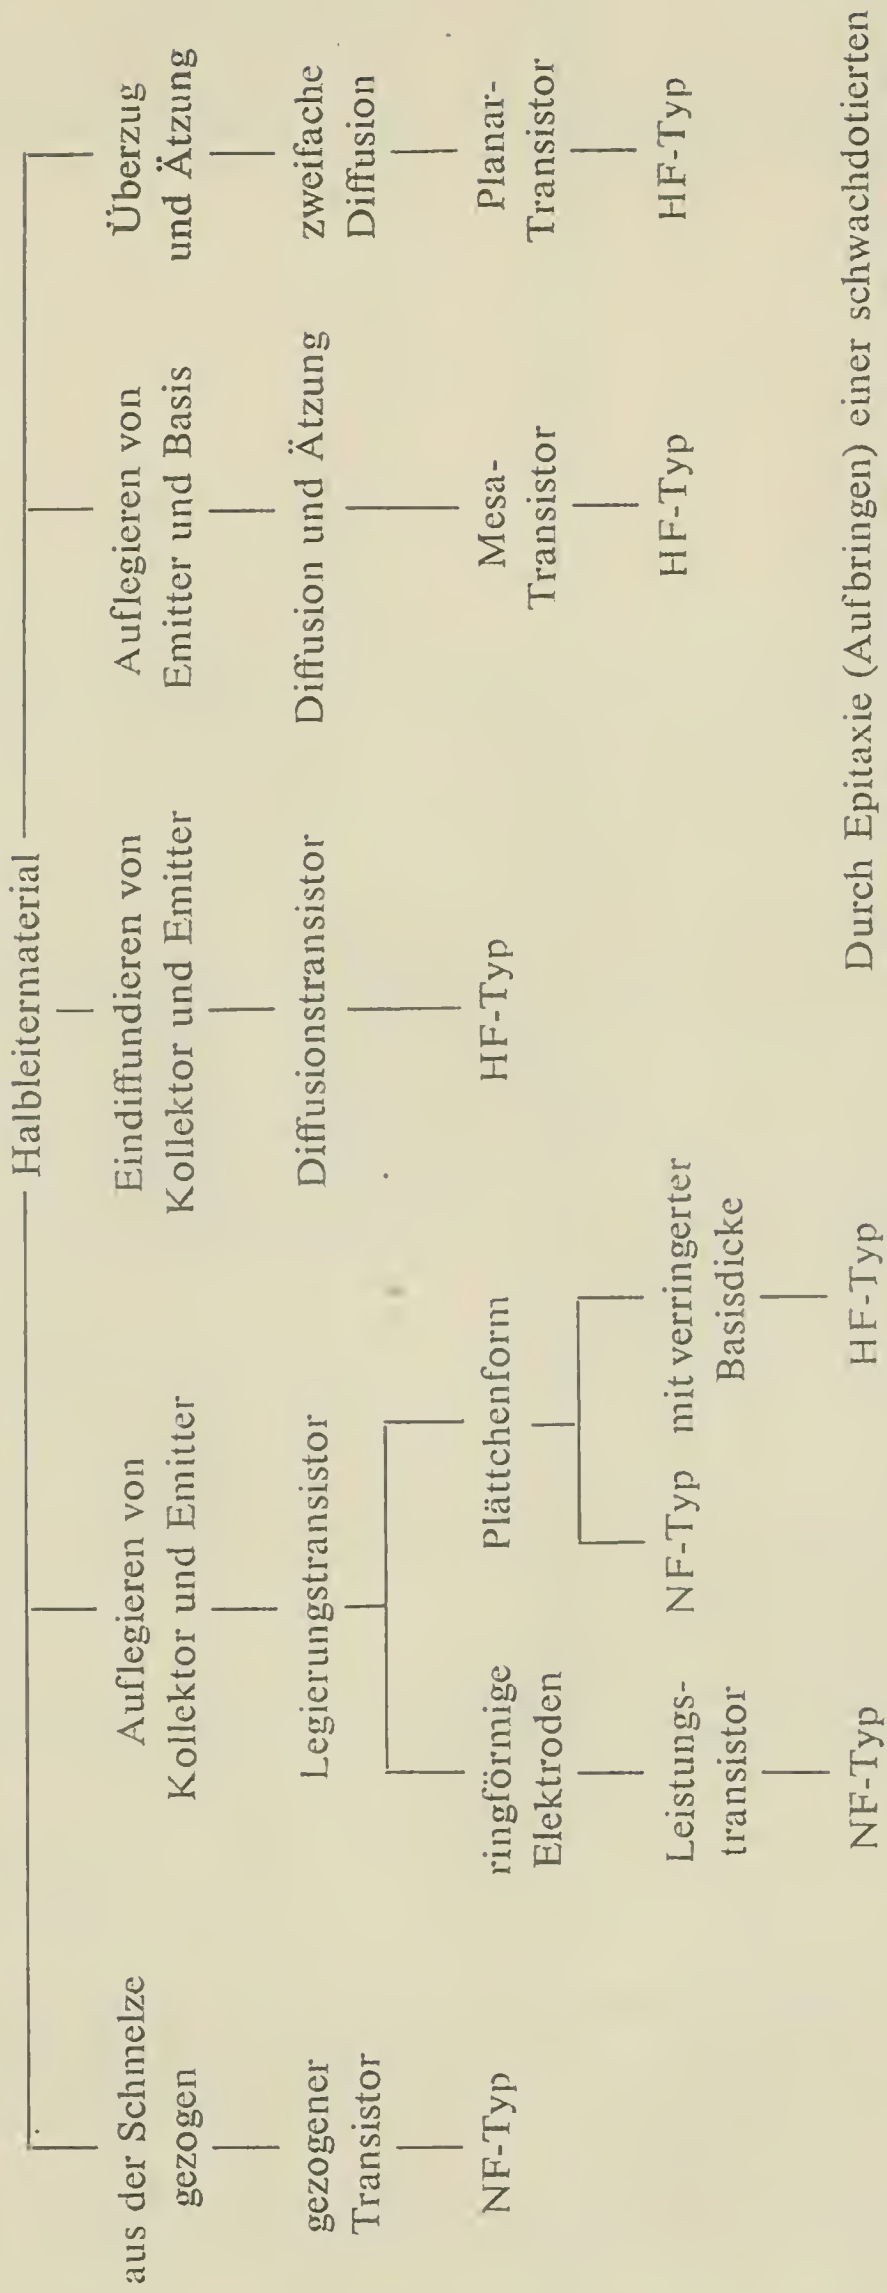 Halbleitermaterial
aus der Schmelze
gezogen
gezogener
Transistor
NF-Typ
Auflegieren von
Kollektor und Emitter
Legierungstransistor
ringförmige
Elektroden
Leistungs-
transistor
NF-Typ
Plättchenform
NF-Typ
mit verringerter
Basisdicke
HF-Typ
Eindiffundieren von
Kollektor und Emitter
Diffusionstransistor
HF-Typ
Auflegieren von
Emitter und Basis
Diffusion und Ätzung
Mesa-
Transistor
HF-Typ
Überzug
und Ätzung
zweifache
Diffusion
Planar-
Transistor
HF-Typ
Durch Epitaxie (Aufbringen) einer schwachdotierten